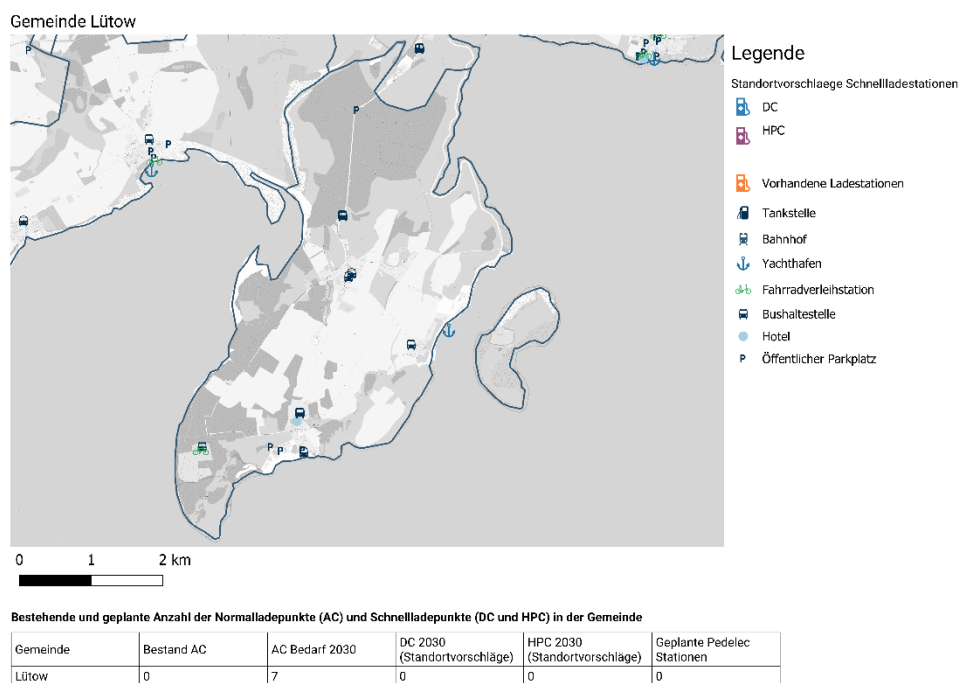 Gemeinde Lütow
Legende
Standortvorschlaege Schnellladestationen
DC
HPC
Vorhandene Ladestationen
Tankstelle
Bahnhof
Yachthafen
Fahrradverleihstation
Bushaltestelle
Hotel
P Öffentlicher Parkplatz
0 1 2 km
Bestehende und geplante Anzahl der Normalladepunkte (AC) und Schnellladepunkte (DC und HPC) in der Gemeinde
Gemeinde Bestand AC AC Bedarf 2030 DC 2030 (Standortvorschläge) HPC 2030 (Standortvorschläge) Geplante Pedelec Stationen
Lütow 0 7 0 0 0